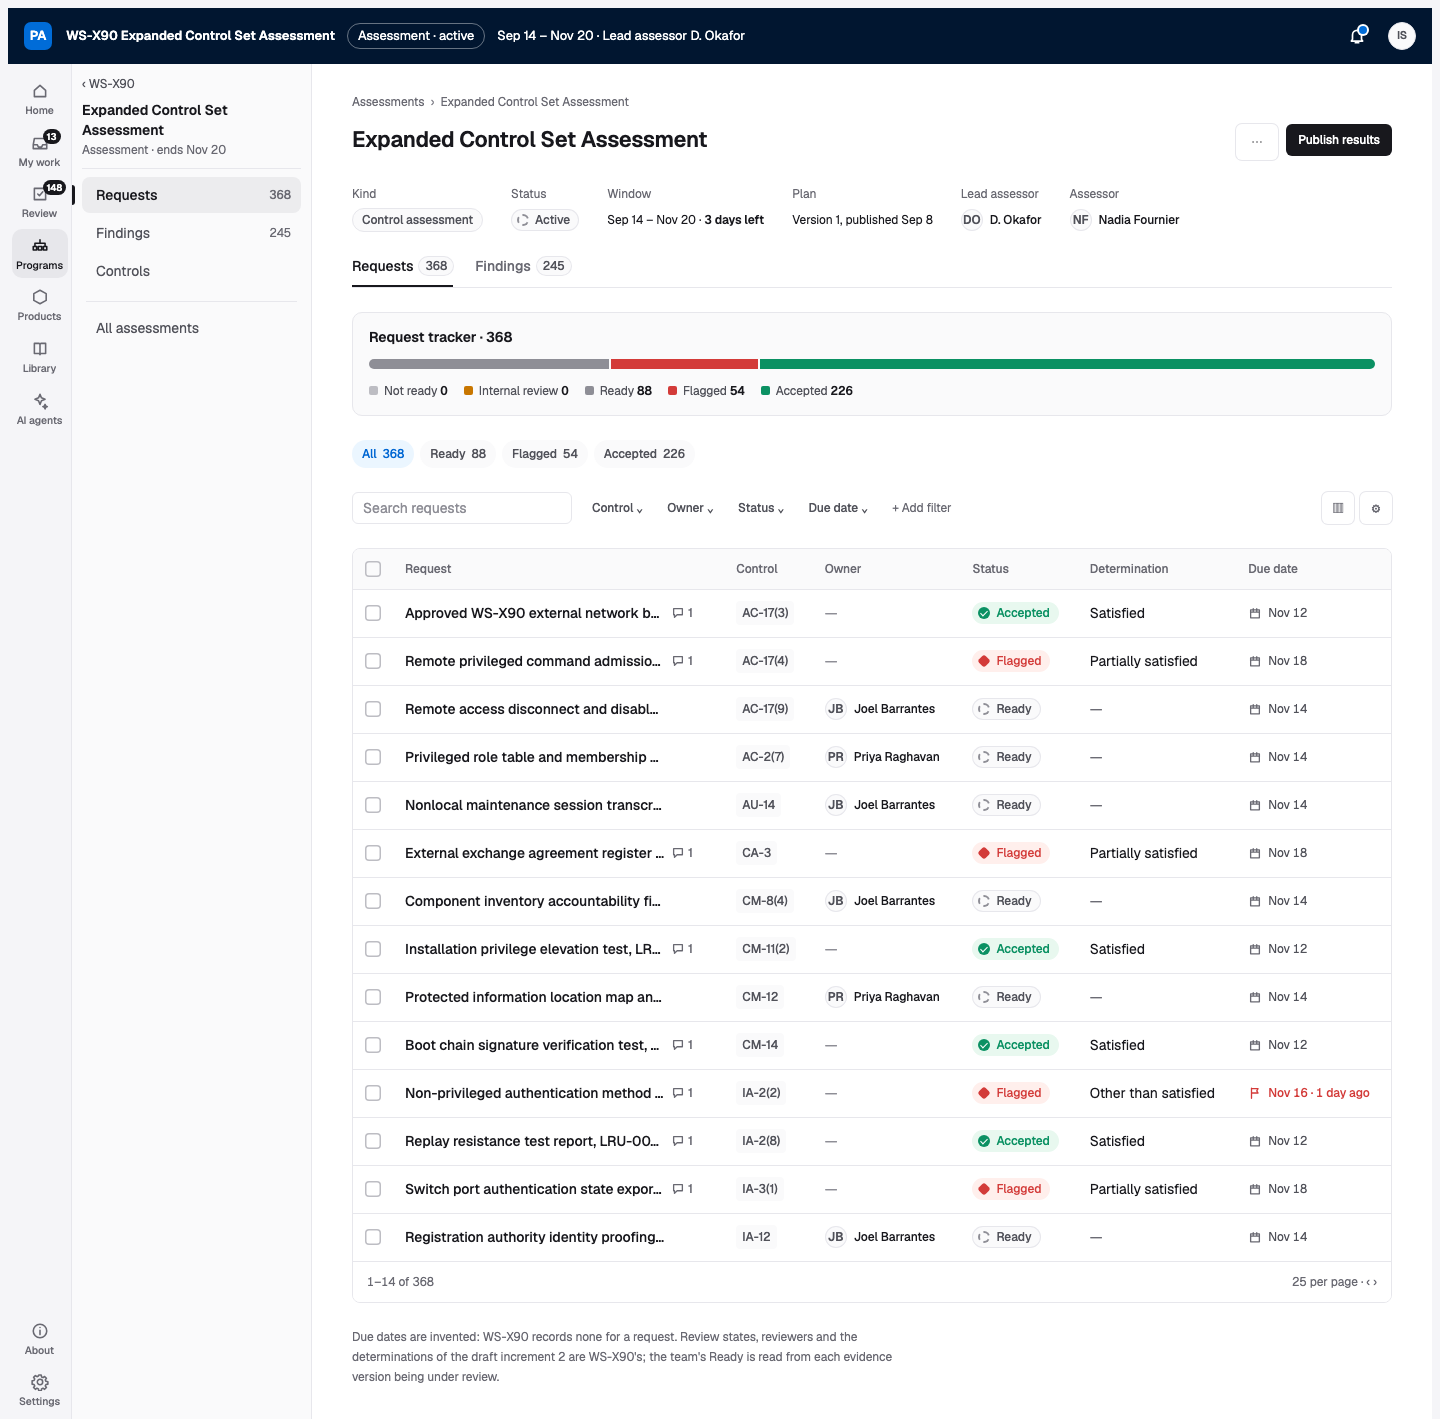 PA WS-X90 Expanded Control Set Assessment Assessment · active Sep 14 – Nov 20 · Lead assessor D. Okafor IS
Home
My work 13
Review 148
Programs
Products
Library
AI agents
About
Settings
‹ WS-X90
Expanded Control Set
Assessment
Assessment · ends Nov 20
Requests 368
Findings 245
Controls
All assessments
Assessments › Expanded Control Set Assessment
Expanded Control Set Assessment
... Publish results
Kind Status Window Plan Lead assessor Assessor
Control assessment Active Sep 14 – Nov 20 · 3 days left Version 1, published Sep 8 DO D. Okafor NF Nadia Fournier
Requests 368 Findings 245
Request tracker · 368
Not ready 0 Internal review 0 Ready 88 Flagged 54 Accepted 226
All 368 Ready 88 Flagged 54 Accepted 226
Search requests Control Owner Status Due date + Add filter
Request Control Owner Status Determination Due date
Approved WS-X90 external network b... 1 AC-17(3) — Accepted Satisfied Nov 12
Remote privileged command admissio... 1 AC-17(4) — Flagged Partially satisfied Nov 18
Remote access disconnect and disabl... AC-17(9) JB Joel Barrantes Ready — Nov 14
Privileged role table and membership ... AC-2(7) PR Priya Raghavan Ready — Nov 14
Nonlocal maintenance session transcr... AU-14 JB Joel Barrantes Ready — Nov 14
External exchange agreement register ... 1 CA-3 — Flagged Partially satisfied Nov 18
Component inventory accountability fi... CM-8(4) JB Joel Barrantes Ready — Nov 14
Installation privilege elevation test, LR... 1 CM-11(2) — Accepted Satisfied Nov 12
Protected information location map an... CM-12 PR Priya Raghavan Ready — Nov 14
Boot chain signature verification test, ... 1 CM-14 — Accepted Satisfied Nov 12
Non-privileged authentication method ... 1 IA-2(2) — Flagged Other than satisfied Nov 16 · 1 day ago
Replay resistance test report, LRU-00... 1 IA-2(8) — Accepted Satisfied Nov 12
Switch port authentication state expor... 1 IA-3(1) — Flagged Partially satisfied Nov 18
Registration authority identity proofing... IA-12 JB Joel Barrantes Ready — Nov 14
1–14 of 368 25 per page · ‹ ›
Due dates are invented: WS-X90 records none for a request. Review states, reviewers and the
determinations of the draft increment 2 are WS-X90's; the team's Ready is read from each evidence
version being under review.